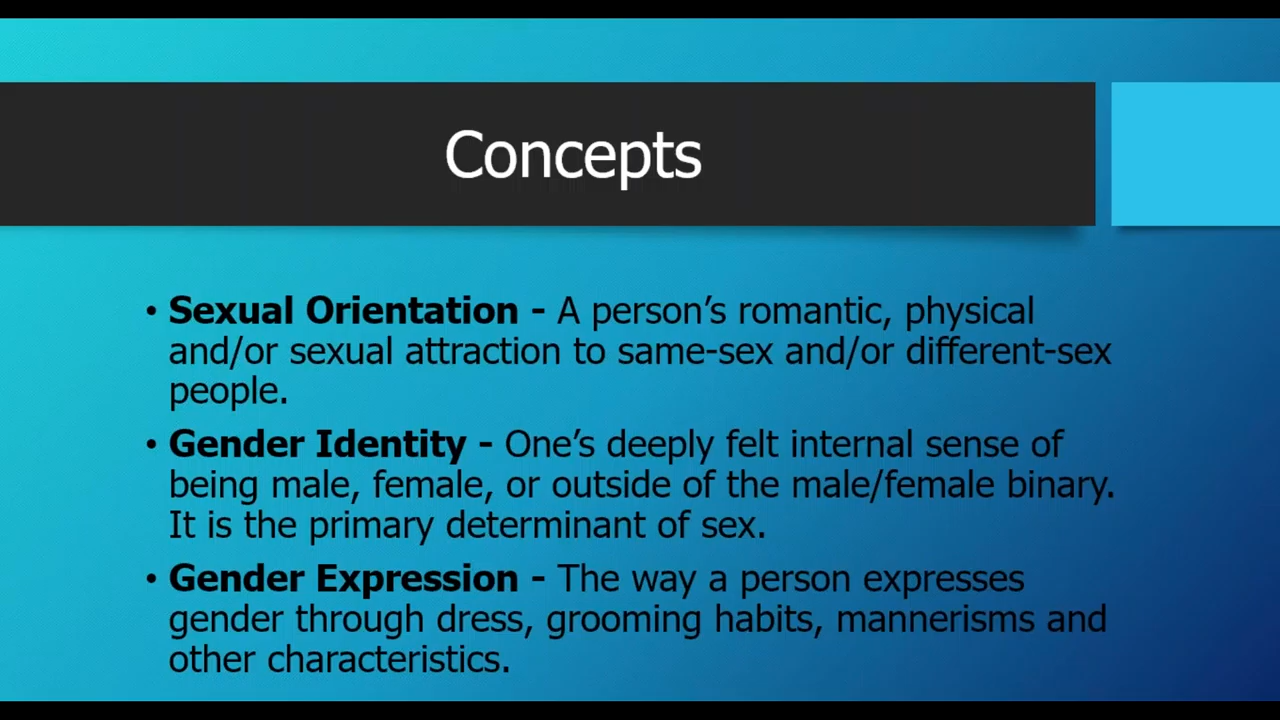 Concepts
• Sexual Orientation - A person’s romantic, physical
and/or sexual attraction to same-sex and/or different-sex
people.
• Gender Identity - One’s deeply felt internal sense of
being male, female, or outside of the male/female binary.
It is the primary determinant of sex.
• Gender Expression - The way a person expresses
gender through dress, grooming habits, mannerisms and
other characteristics.